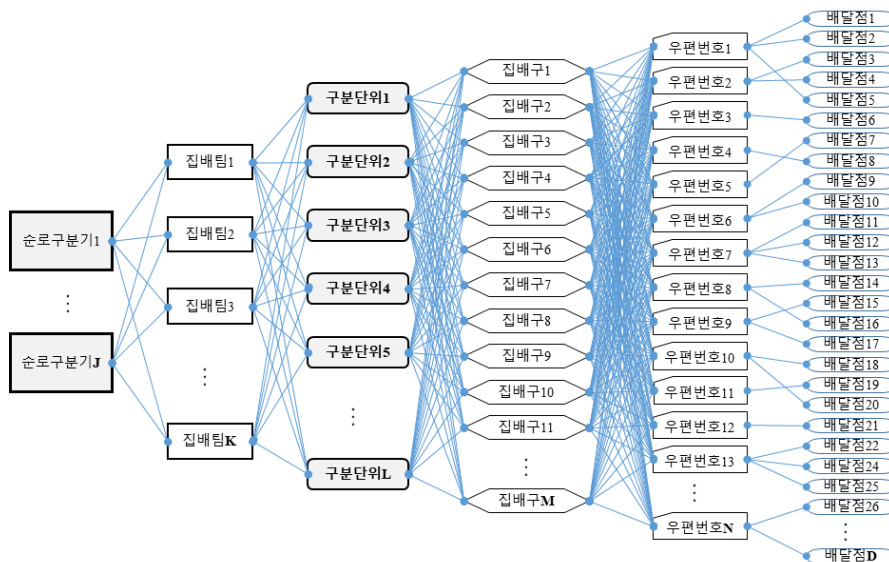 순로구분기1
⋮
순로구분기J
집배팀1
집배팀2
집배팀3
⋮
집배팀K
구분단위1
구분단위2
구분단위3
구분단위4
구분단위5
⋮
구분단위L
집배구1
집배구2
집배구3
집배구4
집배구5
집배구6
집배구7
집배구8
집배구9
집배구10
집배구11
⋮
집배구M
우편번호1
우편번호2
우편번호3
우편번호4
우편번호5
우편번호6
우편번호7
우편번호8
우편번호9
우편번호10
우편번호11
우편번호12
우편번호13
⋮
우편번호N
배달점1
배달점2
배달점3
배달점4
배달점5
배달점6
배달점7
배달점8
배달점9
배달점10
배달점11
배달점12
배달점13
배달점14
배달점15
배달점16
배달점17
배달점18
배달점19
배달점20
배달점21
배달점22
배달점24
배달점25
배달점26
⋮
배달점D